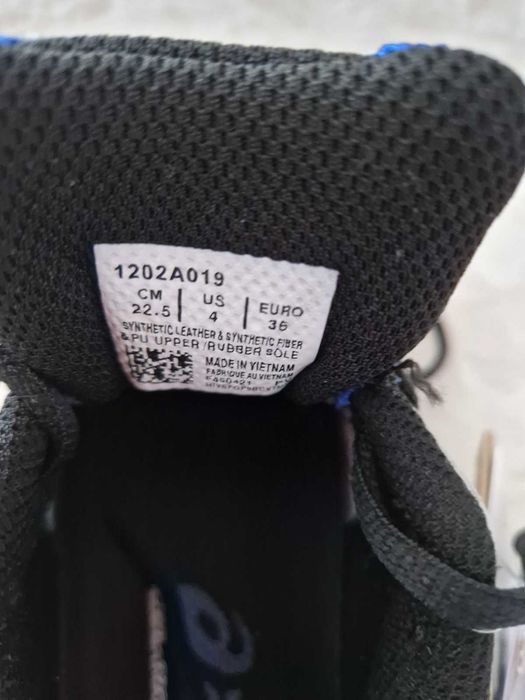 1202A019
CM US EURO
22.5 4 36
SYNTHETIC LEATHER & SYNTHETIC FIBER
& PU UPPER / RUBBER SOLE
MADE IN VIETNAM
FABRIQUE AU VIETNAM